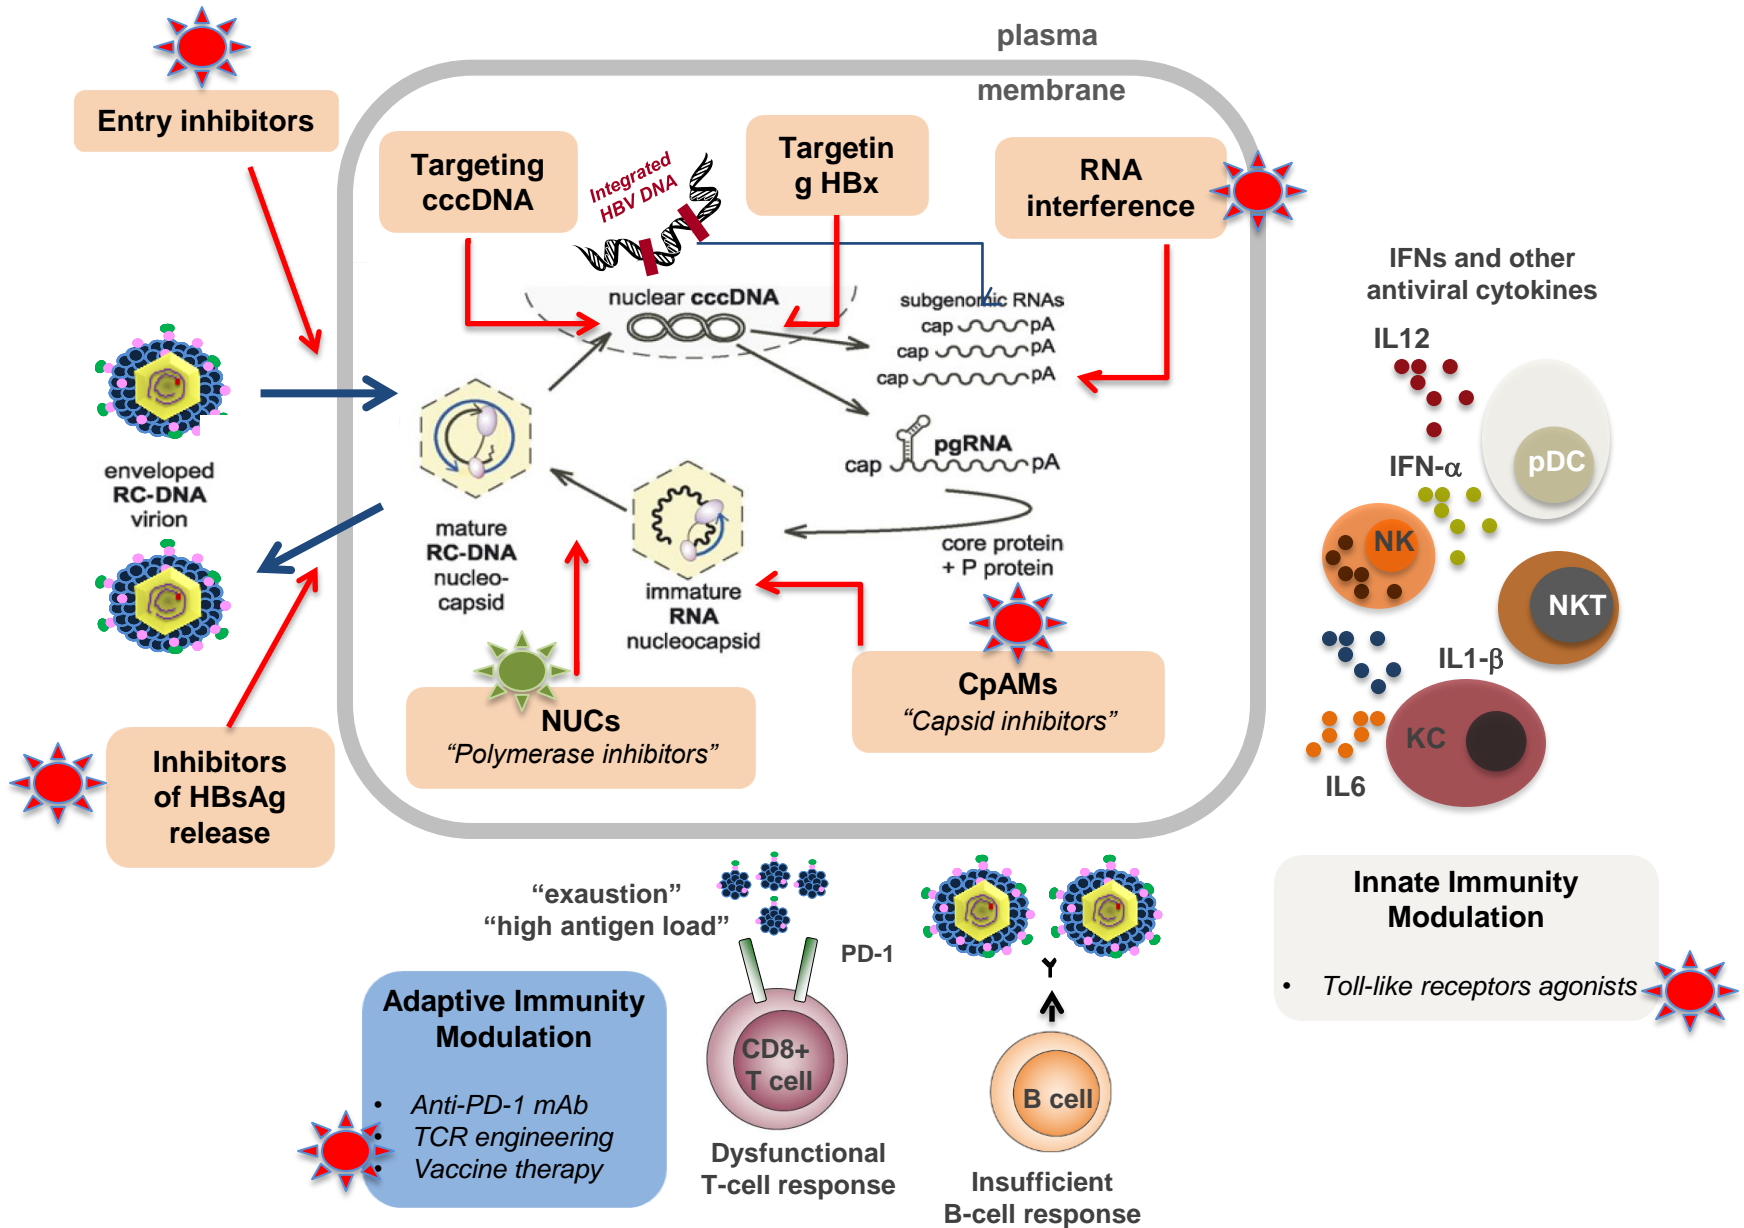 plasma
membrane
Entry inhibitors
Targeting
cccDNA
Integrated
HBV DNA
Targetin
g HBx
RNA
interference
nuclear cccDNA
subgenomic RNAs
cap pA
cap pA
cap pA
pgRNA
cap pA
core protein
+ P protein
enveloped
RC-DNA
virion
mature
RC-DNA
nucleo-
capsid
immature
RNA
nucleocapsid
NUCs
“Polymerase inhibitors”
CpAMs
“Capsid inhibitors”
Inhibitors
of HBsAg
release
IFNs and other
antiviral cytokines
IL12
IFN-α
pDC
NK
NKT
IL1-β
KC
IL6
“exaustion”
“high antigen load”
PD-1
CD8+
T cell
Dysfunctional
T-cell response
B cell
Insufficient
B-cell response
Adaptive Immunity
Modulation
• Anti-PD-1 mAb
• TCR engineering
• Vaccine therapy
Innate Immunity
Modulation
• Toll-like receptors agonists